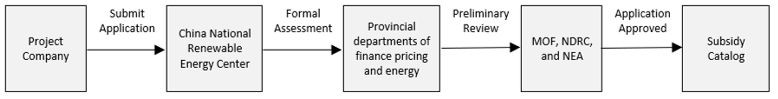 Project
Company
Submit
Application
China National
Renewable
Energy Center
Formal
Assessment
Provincial
departments of
finance pricing
and energy
Preliminary
Review
MOF, NDRC,
and NEA
Application
Approved
Subsidy
Catalog